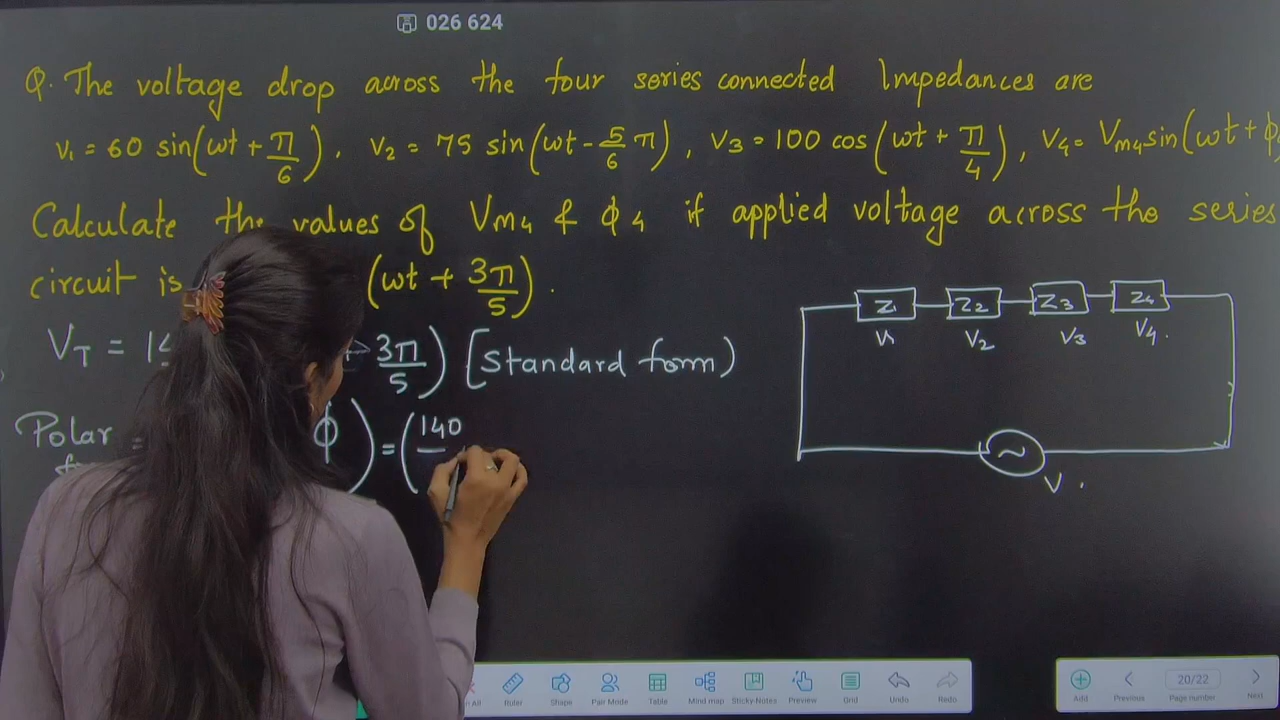 026 624
Q. The voltage drop across the four series connected Impedances are
V₁ = 60 sin(ωt + π/6), V₂ = 75 sin(ωt - 5/6 π), V₃ = 100 cos(ωt + π/4), V₄ = Vm₄ sin(ωt + ϕ
Calculate the values of Vm₄ & ϕ₄ if applied voltage across the series
circuit is (ωt + 3π/5).
Z₁ Z₂ Z₃ Z₄
V₁ V₂ V₃ V₄.
V_T = 3π/5) [Standard form)
Polar = ϕ) = (140
~
V.
Ruler Shape Pair Mode Table Mind map Sticky-Notes Preview Grid Undo Redo
Add Previous 20/22 Page number Next